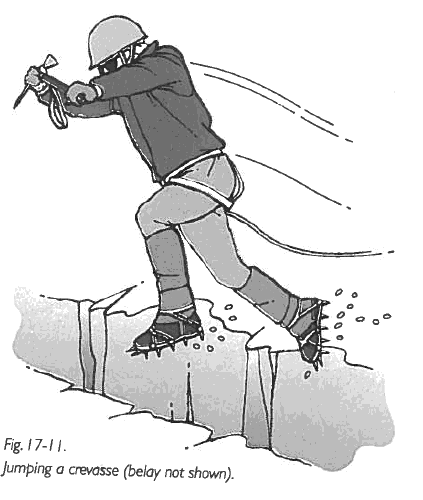 Fig. 17-11.
Jumping a crevasse (belay not shown).